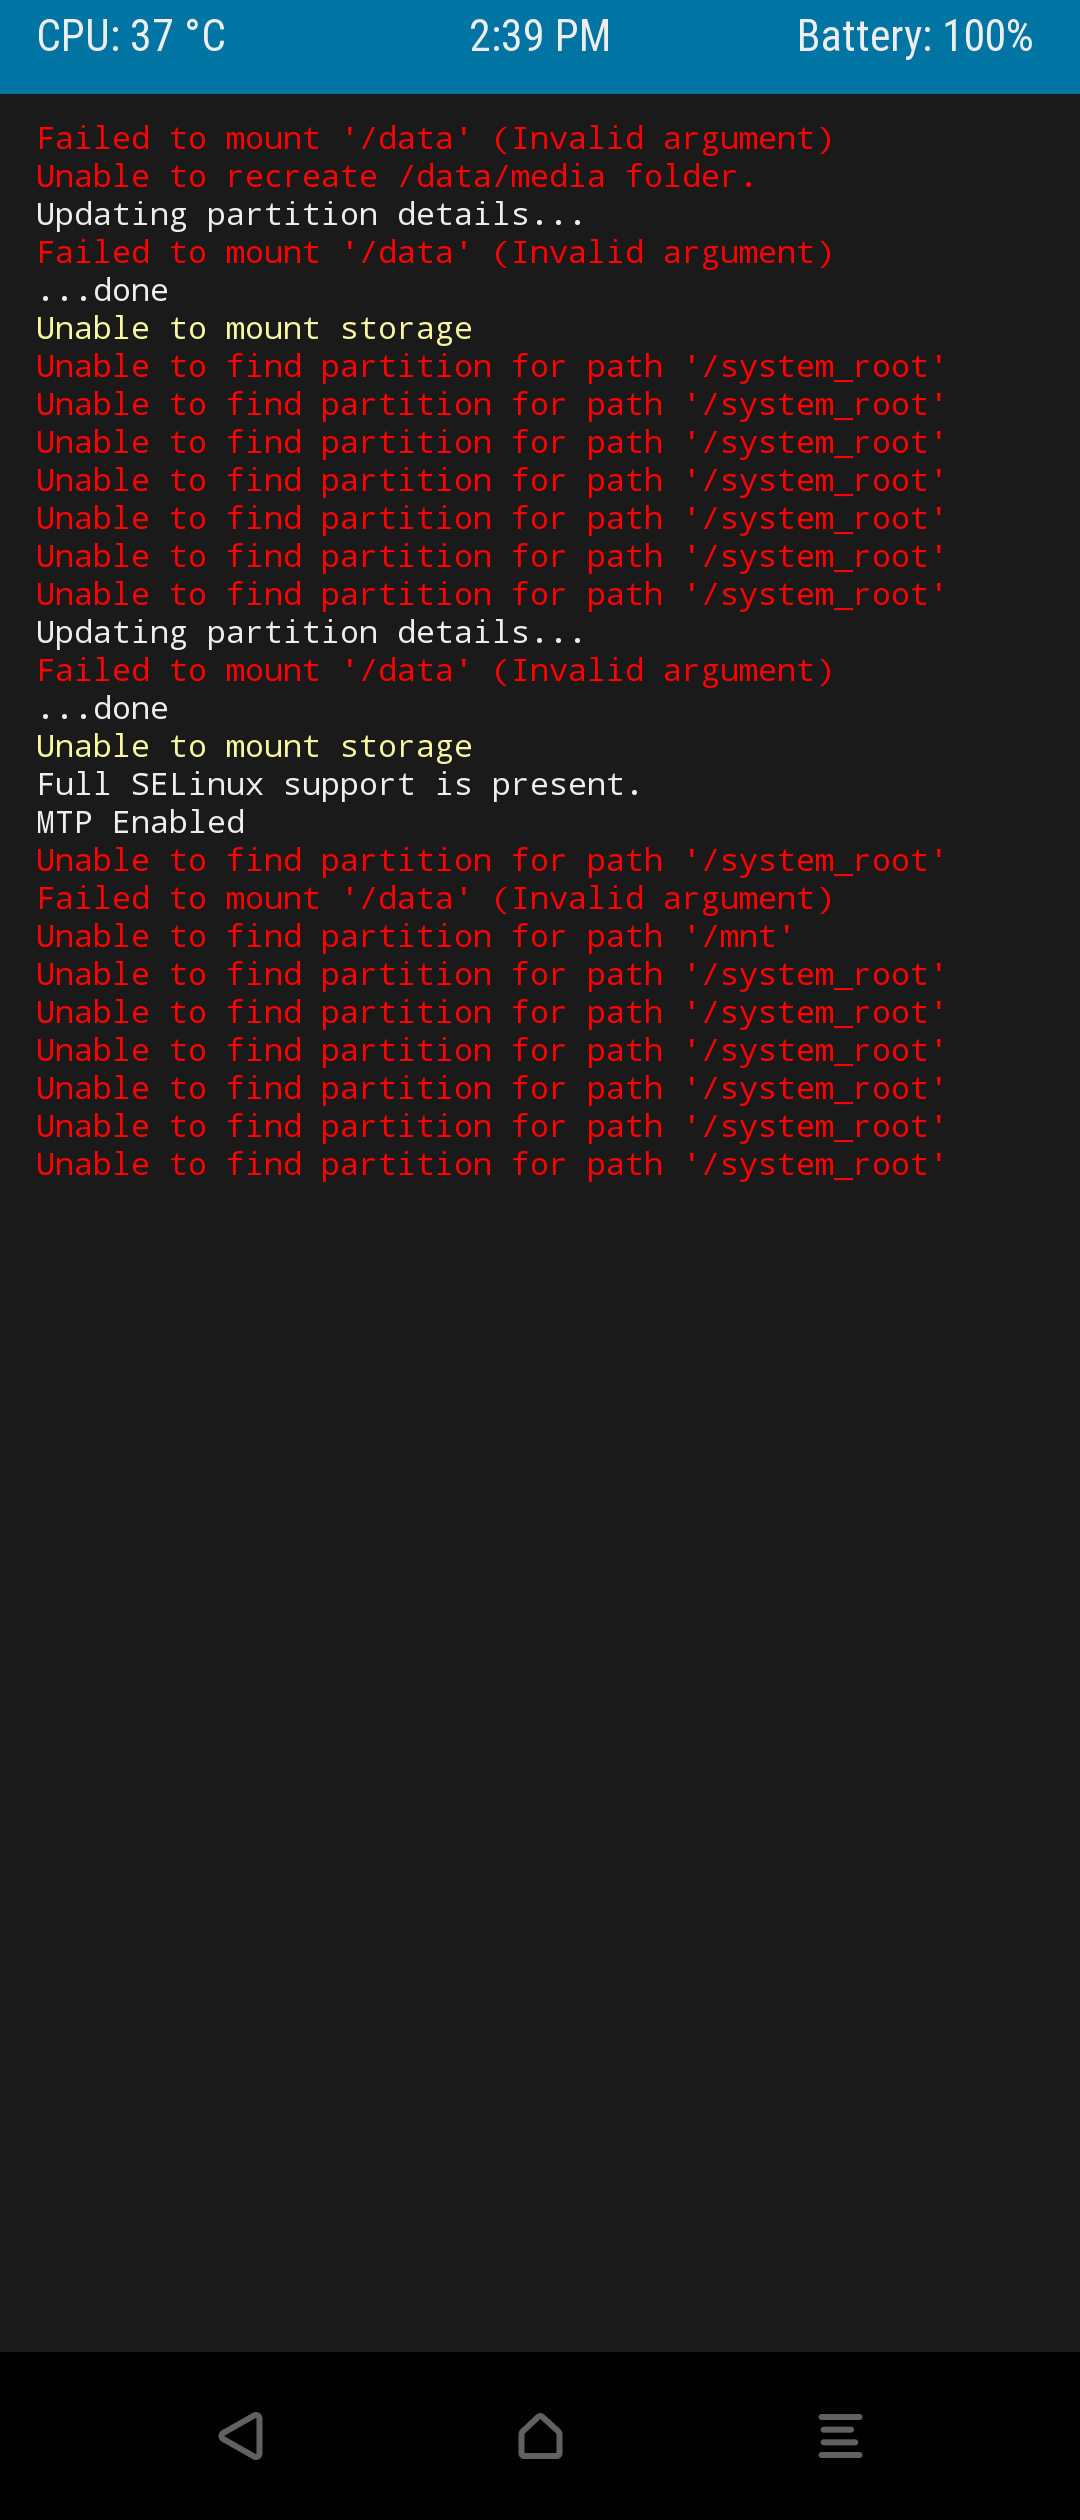 CPU: 37 °C 2:39 PM Battery: 100%
Failed to mount '/data' (Invalid argument)
Unable to recreate /data/media folder.
Updating partition details...
Failed to mount '/data' (Invalid argument)
...done
Unable to mount storage
Unable to find partition for path '/system_root'
Unable to find partition for path '/system_root'
Unable to find partition for path '/system_root'
Unable to find partition for path '/system_root'
Unable to find partition for path '/system_root'
Unable to find partition for path '/system_root'
Unable to find partition for path '/system_root'
Updating partition details...
Failed to mount '/data' (Invalid argument)
...done
Unable to mount storage
Full SELinux support is present.
MTP Enabled
Unable to find partition for path '/system_root'
Failed to mount '/data' (Invalid argument)
Unable to find partition for path '/mnt'
Unable to find partition for path '/system_root'
Unable to find partition for path '/system_root'
Unable to find partition for path '/system_root'
Unable to find partition for path '/system_root'
Unable to find partition for path '/system_root'
Unable to find partition for path '/system_root'